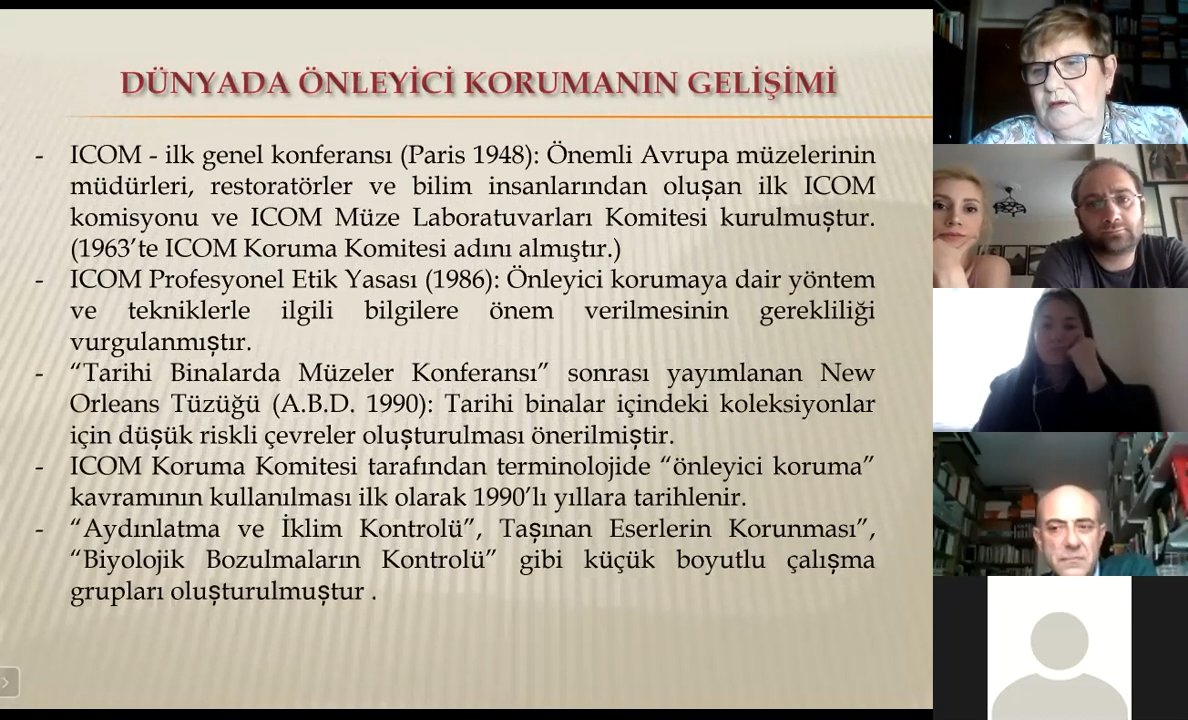 DÜNYADA ÖNLEYİCİ KORUMANIN GELİŞİMİ
- ICOM - ilk genel konferansı (Paris 1948): Önemli Avrupa müzelerinin
müdürleri, restoratörler ve bilim insanlarından oluşan ilk ICOM
komisyonu ve ICOM Müze Laboratuvarları Komitesi kurulmuştur.
(1963’te ICOM Koruma Komitesi adını almıştır.)
- ICOM Profesyonel Etik Yasası (1986): Önleyici korumaya dair yöntem
ve tekniklerle ilgili bilgilere önem verilmesinin gerekliliği
vurgulanmıştır.
- “Tarihi Binalarda Müzeler Konferansı” sonrası yayımlanan New
Orleans Tüzüğü (A.B.D. 1990): Tarihi binalar içindeki koleksiyonlar
için düşük riskli çevreler oluşturulması önerilmiştir.
- ICOM Koruma Komitesi tarafından terminolojide “önleyici koruma”
kavramının kullanılması ilk olarak 1990’lı yıllara tarihlenir.
- “Aydınlatma ve İklim Kontrolü”, Taşınan Eserlerin Korunması”,
“Biyolojik Bozulmaların Kontrolü” gibi küçük boyutlu çalışma
grupları oluşturulmuştur .